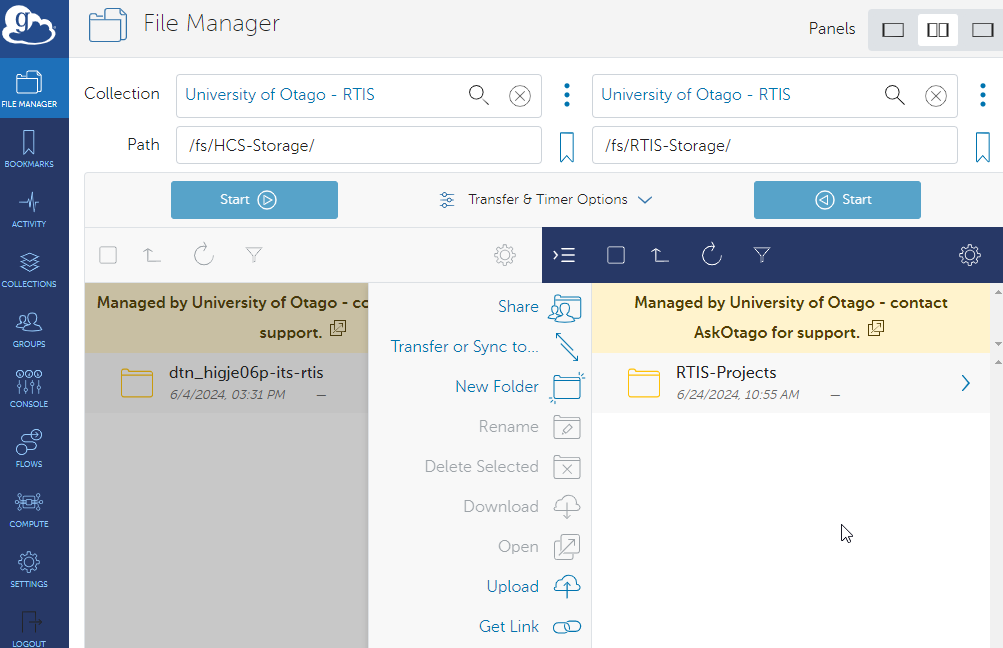 g
File Manager
Panels
FILE MANAGER
BOOKMARKS
ACTIVITY
COLLECTIONS
GROUPS
CONSOLE
FLOWS
COMPUTE
SETTINGS
LOGOUT
Collection
University of Otago - RTIS
University of Otago - RTIS
Path
/fs/HCS-Storage/
/fs/RTIS-Storage/
Start
Transfer & Timer Options
Start
Managed by University of Otago - co
support.
dtn_higje06p-its-rtis
6/4/2024, 03:31 PM –
Share
Transfer or Sync to...
New Folder
Rename
Delete Selected
Download
Open
Upload
Get Link
Managed by University of Otago - contact
AskOtago for support.
RTIS-Projects
6/24/2024, 10:55 AM –